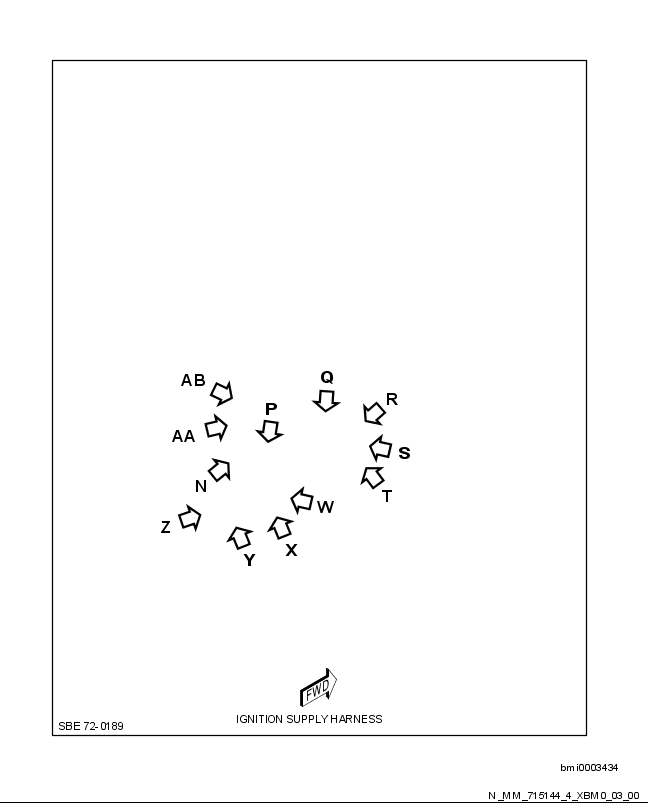 Q
AB
R
P
AA
S
N
T
W
Z
X
Y
FWD
IGNITION SUPPLY HARNESS
SBE 72-0189
bmi0003434
N_MM_715144_4_XBM0_03_00